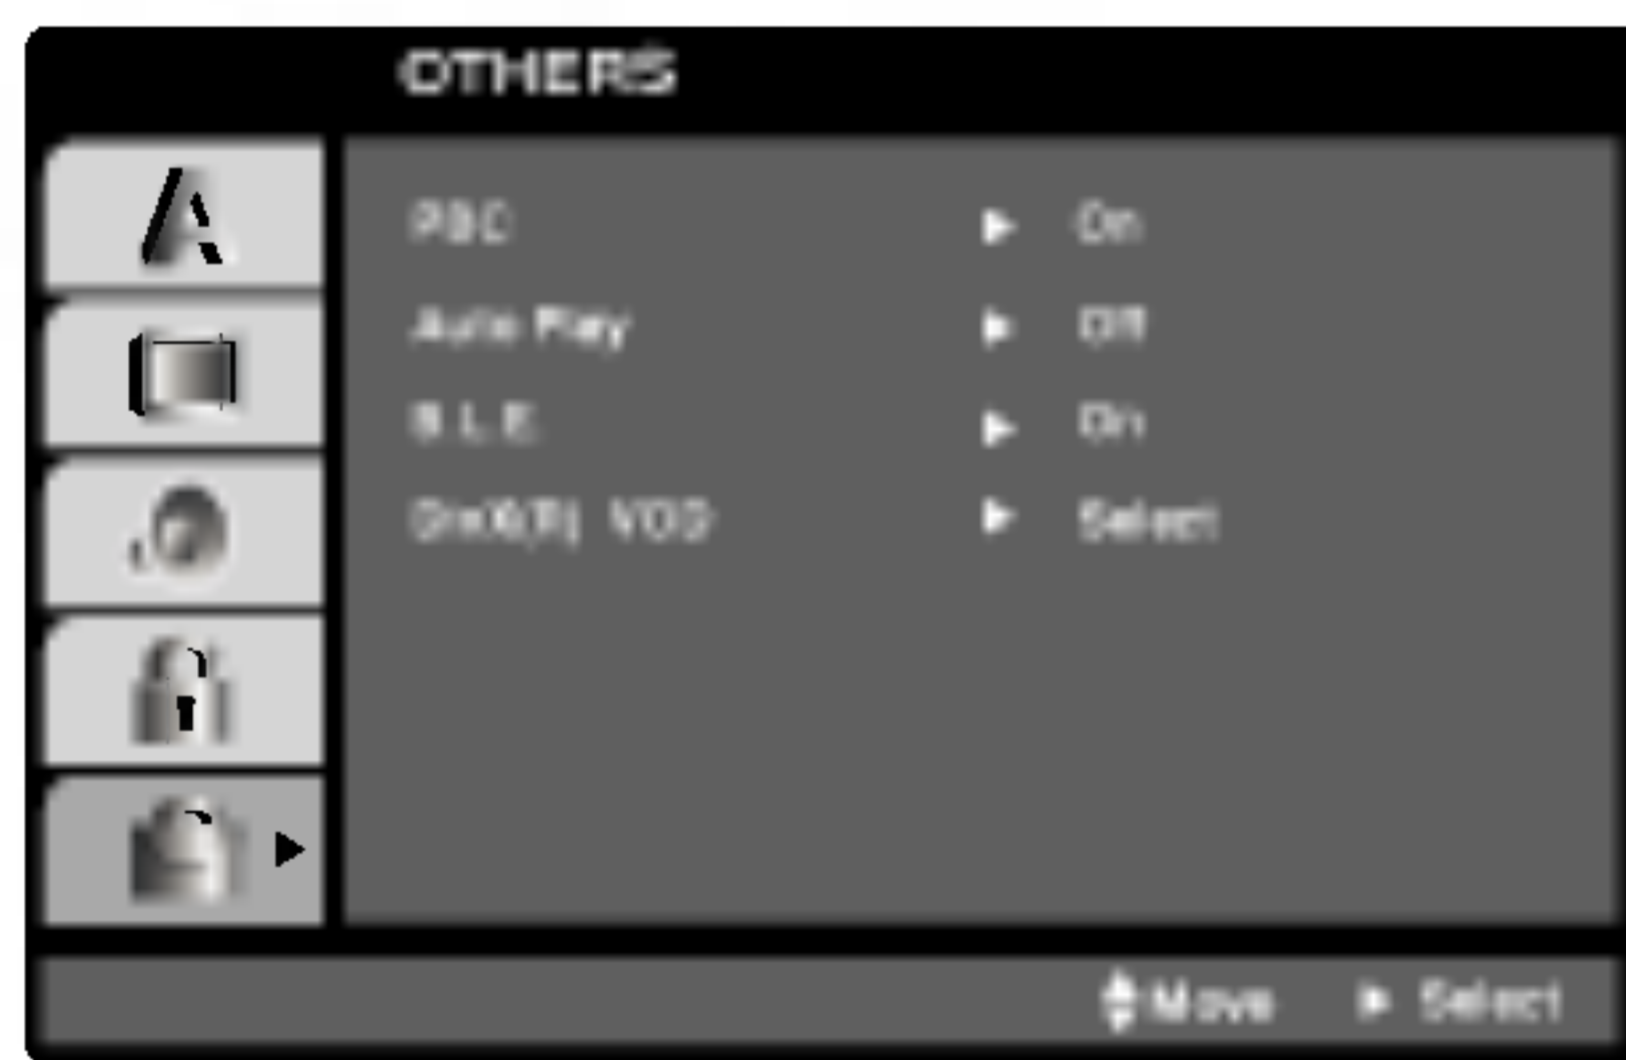 OTHERS
PBC ► On
Auto Play ► Off
B.L.E. ► On
DivX(R) VOD ► Select
Move ► Select